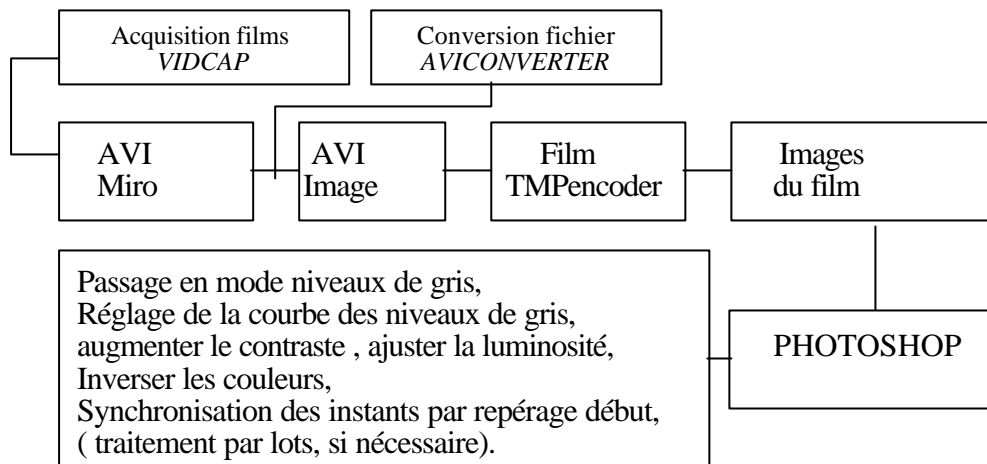 Acquisition films
VIDCAP
Conversion fichier
AVICONVERTER
AVI
Miro
AVI
Image
Film
TMPencoder
Images
du film
Passage en mode niveaux de gris,
Réglage de la courbe des niveaux de gris,
augmenter le contraste , ajuster la luminosité,
Inverser les couleurs,
Synchronisation des instants par repérage début,
( traitement par lots, si nécessaire).
PHOTOSHOP